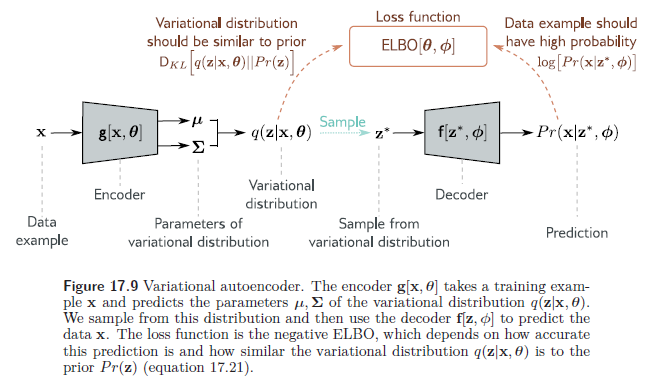 Variational distribution
should be similar to prior
D_KL[q(z|x, θ)||Pr(z)]
Loss function
ELBO[θ, ϕ]
Data example should
have high probability
log[Pr(x|z*, ϕ)]
x
g[x, θ]
μ
Σ
q(z|x, θ)
Sample
z*
f[z*, ϕ]
Pr(x|z*, ϕ)
Encoder
Variational
distribution
Decoder
Data
example
Parameters of
variational distribution
Sample from
variational distribution
Prediction
Figure 17.9 Variational autoencoder. The encoder g[x, θ] takes a training exam-
ple x and predicts the parameters μ, Σ of the variational distribution q(z|x, θ).
We sample from this distribution and then use the decoder f[z, ϕ] to predict the
data x. The loss function is the negative ELBO, which depends on how accurate
this prediction is and how similar the variational distribution q(z|x, θ) is to the
prior Pr(z) (equation 17.21).